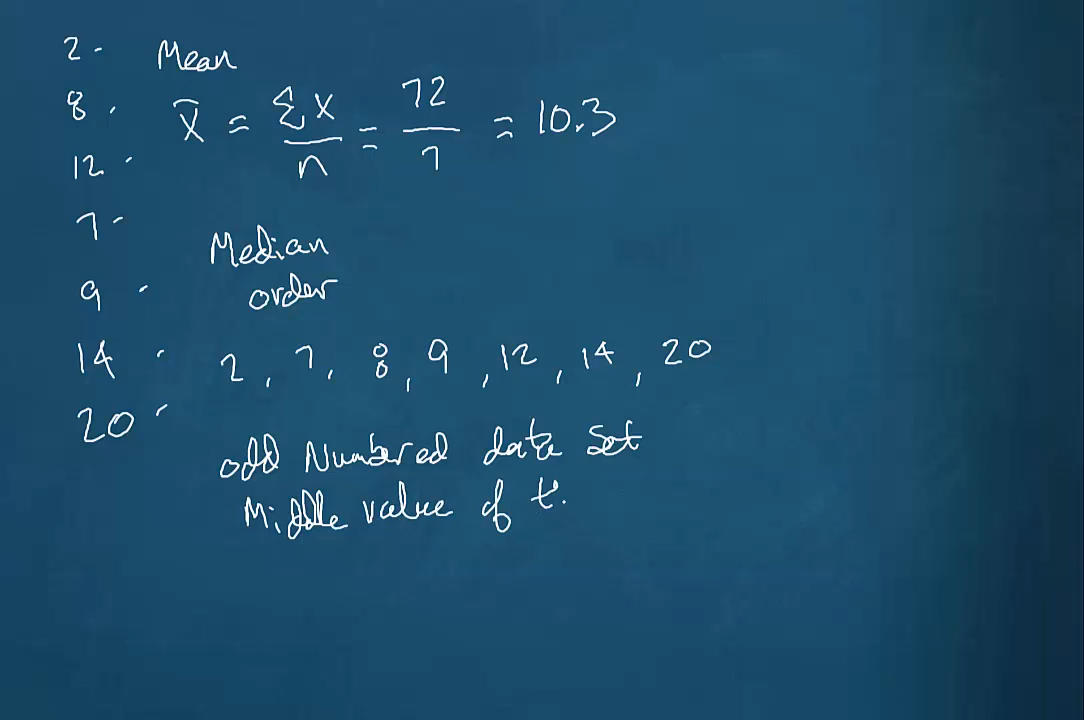 2 -
8 .
12 -
7 -
9 -
14 -
20 -
Mean
x̄ = Σx/n = 72/7 = 10.3
Median
order
2, 7, 8, 9, 12, 14, 20
odd Numbered data set
Middle value of t.